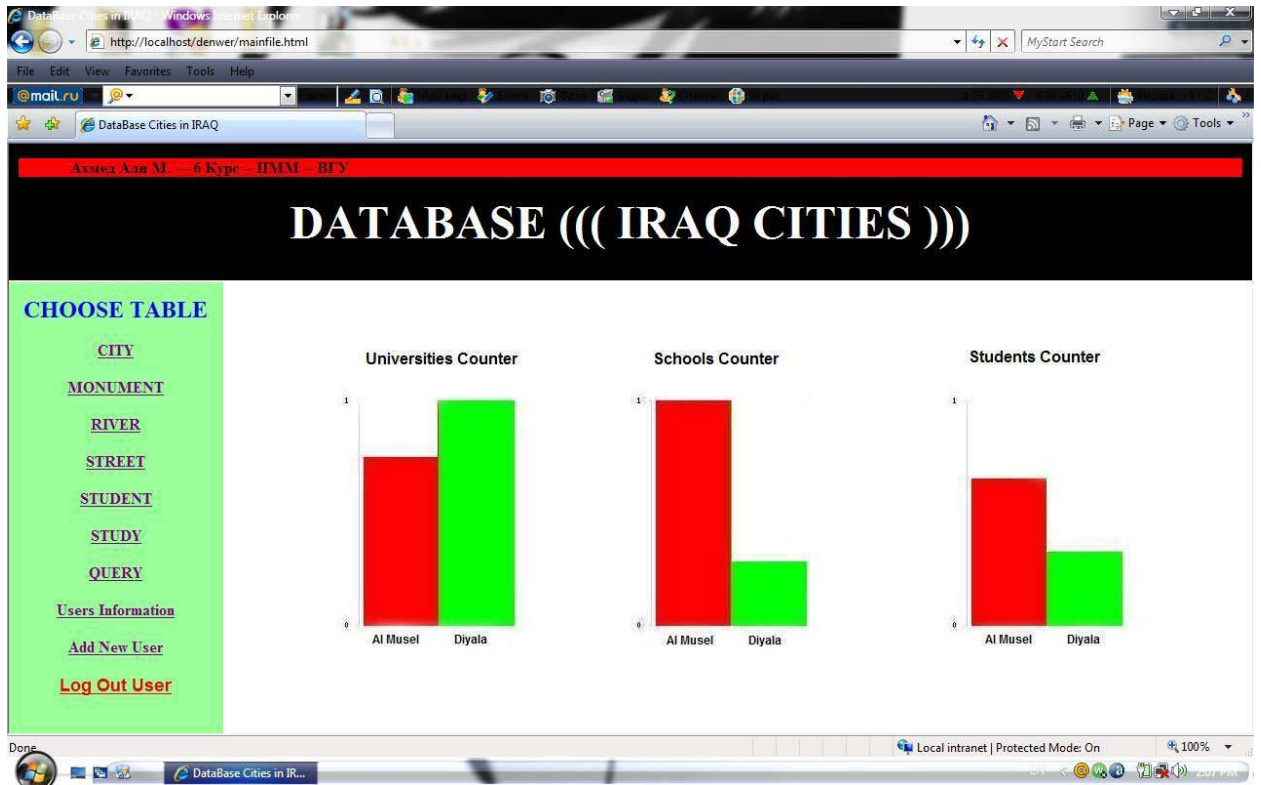 DataBase Cities in IRAQ - Windows Internet Explorer
http://localhost/denwer/mainfile.html
MyStart Search
File Edit View Favorites Tools Help
@mail.ru
DataBase Cities in IRAQ
Page Tools
Ахмед Али М. — 6 Курс – ПММ – ВГУ
DATABASE ((( IRAQ CITIES )))
CHOOSE TABLE
CITY
MONUMENT
RIVER
STREET
STUDENT
STUDY
QUERY
Users Information
Add New User
Log Out User
Universities Counter
1
0
Al Musel Diyala
Schools Counter
1
0
Al Musel Diyala
Students Counter
1
0
Al Musel Diyala
Done
Local intranet | Protected Mode: On
100%
DataBase Cities in IR...
2:07 PM